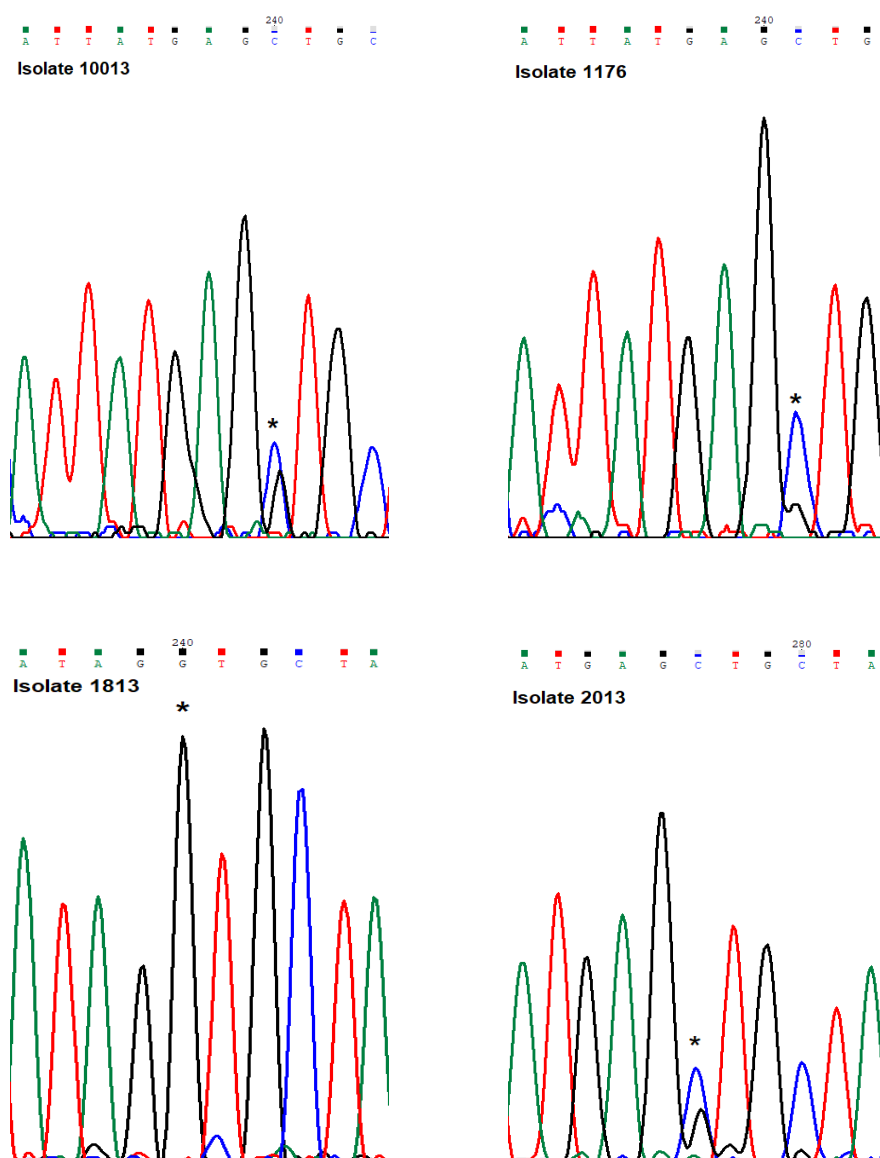 240
A T T A T G A G C T G C
Isolate 10013
*
240
A T T A T G A G C T G
Isolate 1176
*
240
A T A G G T G C T A
Isolate 1813
*
280
A T G A G C T G C T A
Isolate 2013
*